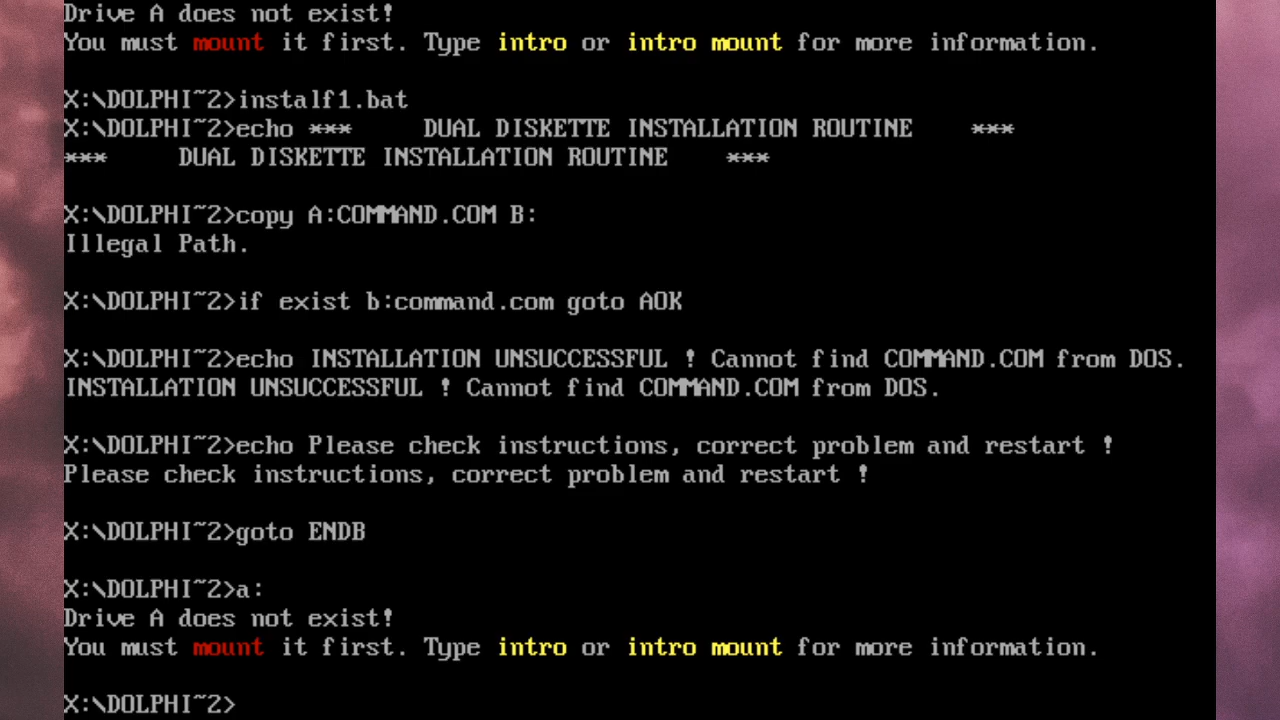 Drive A does not exist!
You must mount it first. Type intro or intro mount for more information.
X:\DOLPHI~2>instalf1.bat
X:\DOLPHI~2>echo *** DUAL DISKETTE INSTALLATION ROUTINE ***
*** DUAL DISKETTE INSTALLATION ROUTINE ***
X:\DOLPHI~2>copy A:COMMAND.COM B:
Illegal Path.
X:\DOLPHI~2>if exist b:command.com goto AOK
X:\DOLPHI~2>echo INSTALLATION UNSUCCESSFUL ! Cannot find COMMAND.COM from DOS.
INSTALLATION UNSUCCESSFUL ! Cannot find COMMAND.COM from DOS.
X:\DOLPHI~2>echo Please check instructions, correct problem and restart !
Please check instructions, correct problem and restart !
X:\DOLPHI~2>goto ENDB
X:\DOLPHI~2>a:
Drive A does not exist!
You must mount it first. Type intro or intro mount for more information.
X:\DOLPHI~2>